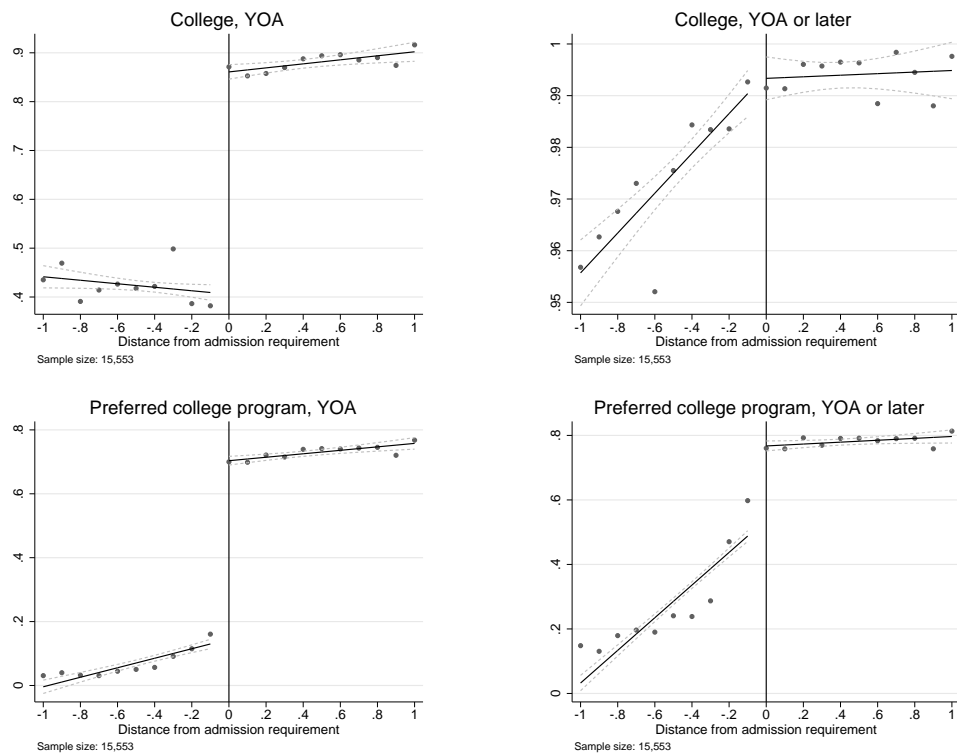 College, YOA
.9
.8
.7
.6
.5
.4
-1 -.8 -.6 -.4 -.2 0 .2 .4 .6 .8 1
Distance from admission requirement
Sample size: 15,553
College, YOA or later
1
.99
.98
.97
.96
.95
-1 -.8 -.6 -.4 -.2 0 .2 .4 .6 .8 1
Distance from admission requirement
Sample size: 15,553
Preferred college program, YOA
.8
.6
.4
.2
0
-1 -.8 -.6 -.4 -.2 0 .2 .4 .6 .8 1
Distance from admission requirement
Sample size: 15,553
Preferred college program, YOA or later
.8
.6
.4
.2
0
-1 -.8 -.6 -.4 -.2 0 .2 .4 .6 .8 1
Distance from admission requirement
Sample size: 15,553